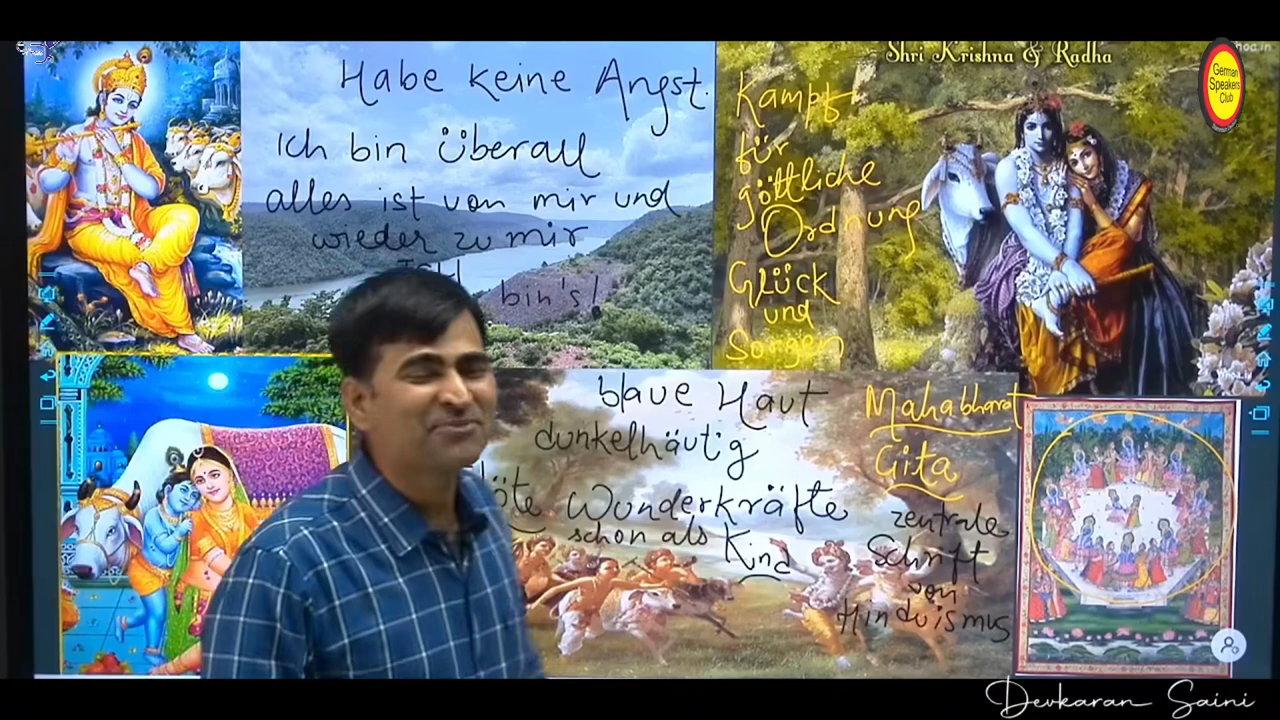 Habe keine Angst.
Ich bin überall
alles ist von mir und
wieder zu mir
bin's!
Shri Krishna & Radha
German
Speakers
Club
Kampf
für
göttliche
Ordnung
Glück
und
Sorgen
Whoa.in
blaue Haut
dunkelhäutig
Wunderkräfte
schon als Kind
Mahabharat
Gita
zentrale
Schrift
von
Hinduismus
Devkaran Saini